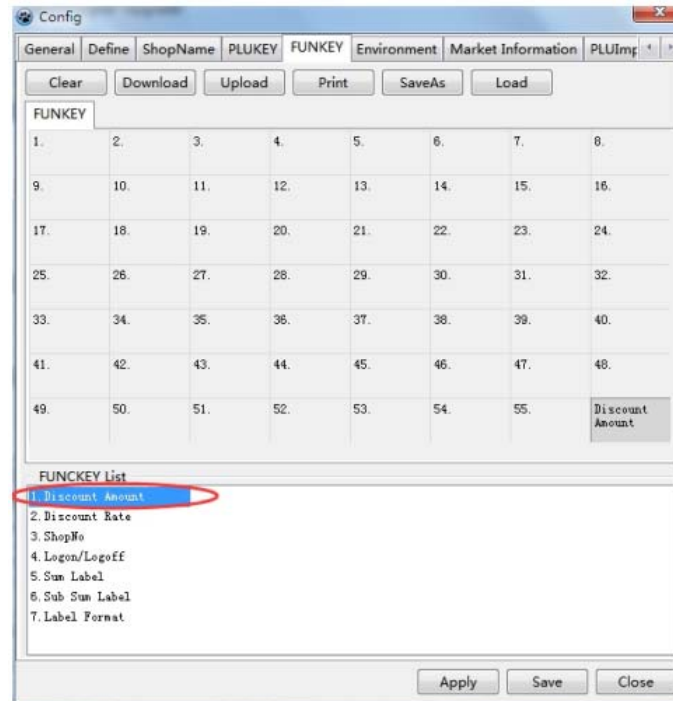 Config
General Define ShopName PLUKEY FUNKEY Environment Market Information PLUImp
Clear Download Upload Print SaveAs Load
FUNKEY
1. 2. 3. 4. 5. 6. 7. 8.
9. 10. 11. 12. 13. 14. 15. 16.
17. 18. 19. 20. 21. 22. 23. 24.
25. 26. 27. 28. 29. 30. 31. 32.
33. 34. 35. 36. 37. 38. 39. 40.
41. 42. 43. 44. 45. 46. 47. 48.
49. 50. 51. 52. 53. 54. 55. Discount
Amount
FUNCKEY List
1. Discount Amount
2. Discount Rate
3. ShopNo
4. Logon/Logoff
5. Sum Label
6. Sub Sum Label
7. Label Format
Apply Save Close